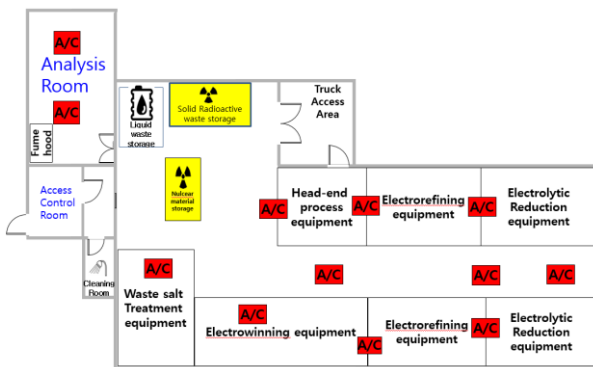 A/C
Analysis
Room
A/C
Fume
hood
Liquid
waste
storage
Solid Radioactive
waste storage
Truck
Access
Area
Access
Control
Room
Nulcear
material
storage
Cleaning
Room
Head-end
process
equipment
A/C
A/C
Electrorefining
equipment
A/C
Electrolytic
Reduction
equipment
A/C
A/C
A/C
A/C
Waste salt
Treatment
equipment
A/C
Electrowinning equipment
A/C
Electrorefining
equipment
A/C
Electrolytic
Reduction
equipment